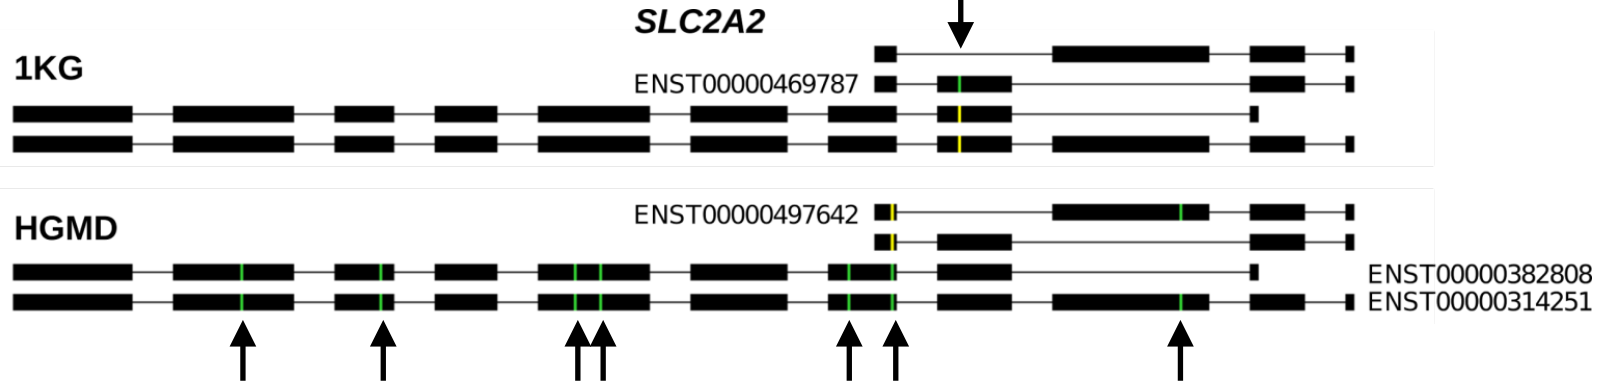 SLC2A2
1KG
ENST00000469787
ENST00000497642
HGMD
ENST00000382808
ENST00000314251